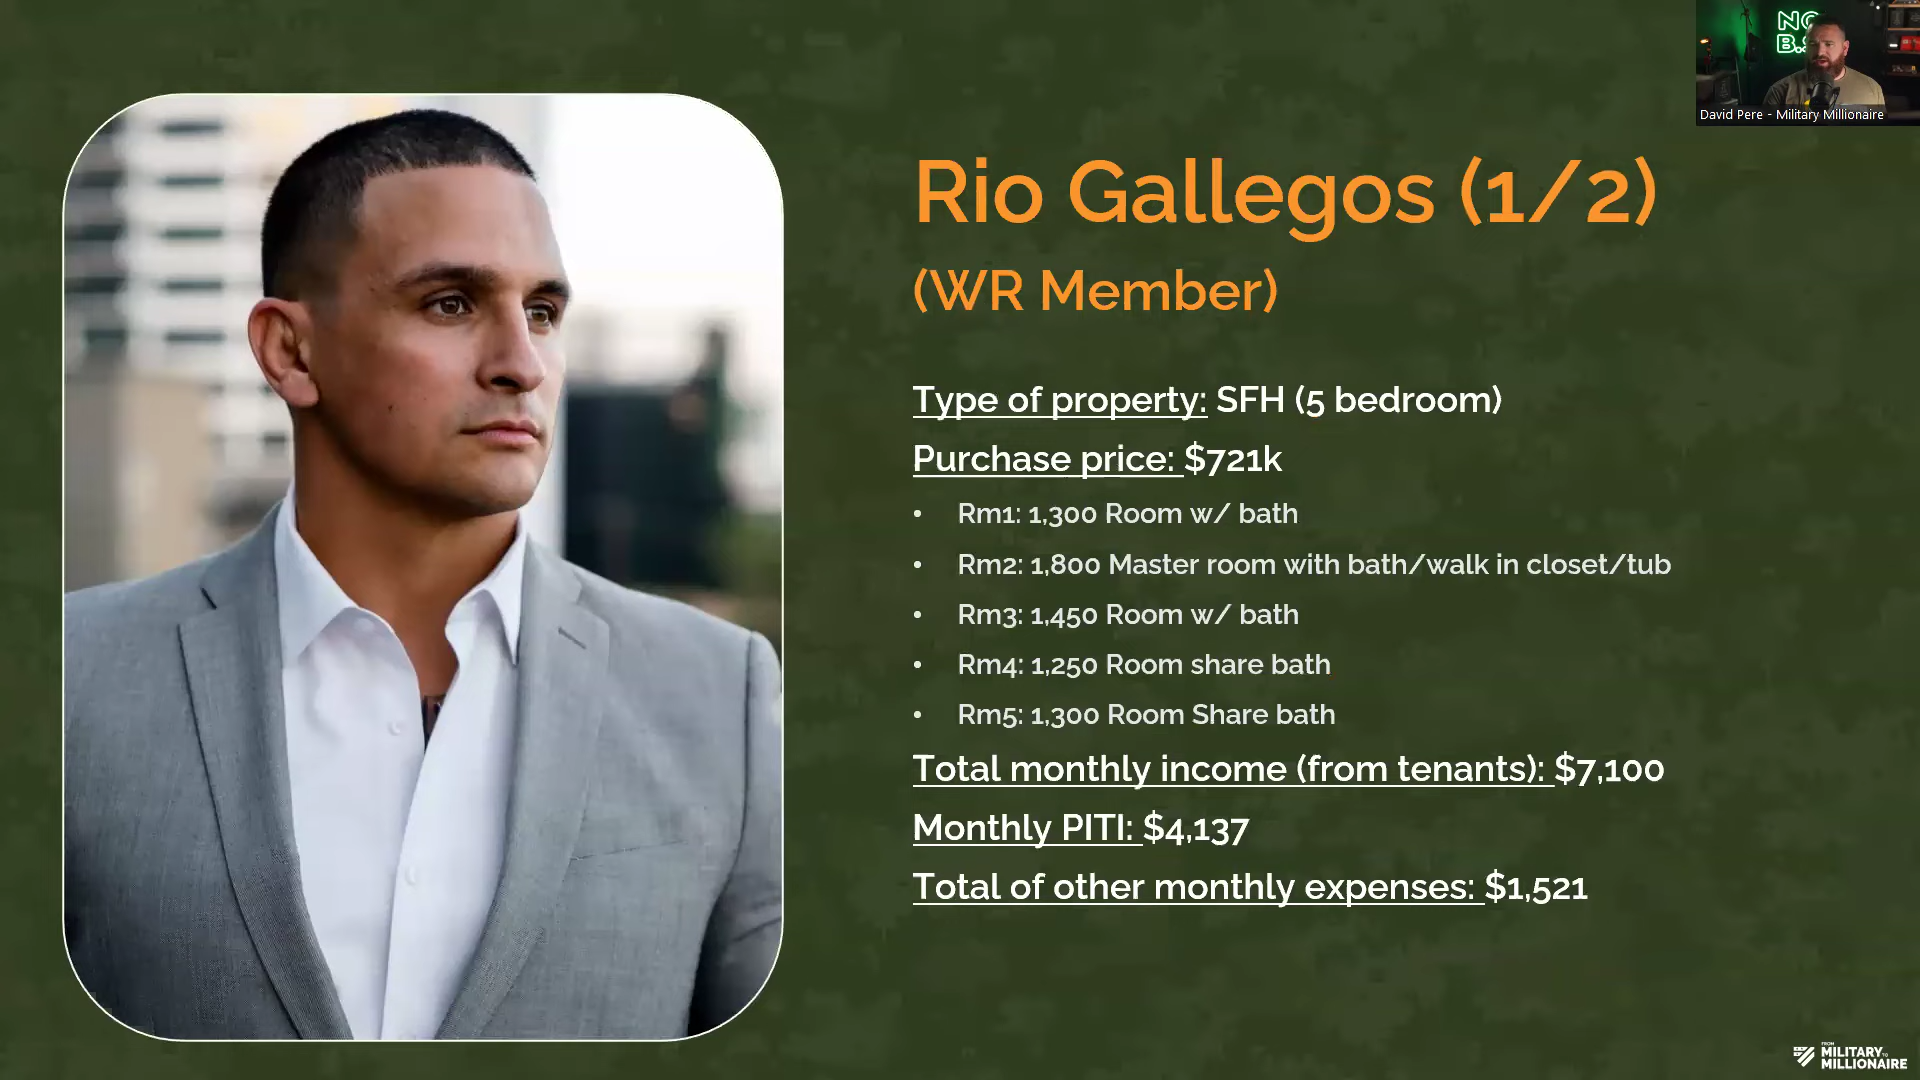 NO
B.
David Pere - Military Millionaire
Rio Gallegos (1/2)
(WR Member)
Type of property: SFH (5 bedroom)
Purchase price: $721k
• Rm1: 1,300 Room w/ bath
• Rm2: 1,800 Master room with bath/walk in closet/tub
• Rm3: 1,450 Room w/ bath
• Rm4: 1,250 Room share bath
• Rm5: 1,300 Room Share bath
Total monthly income (from tenants): $7,100
Monthly PITI: $4,137
Total of other monthly expenses: $1,521
FROM
MILITARY TO
MILLIONAIRE